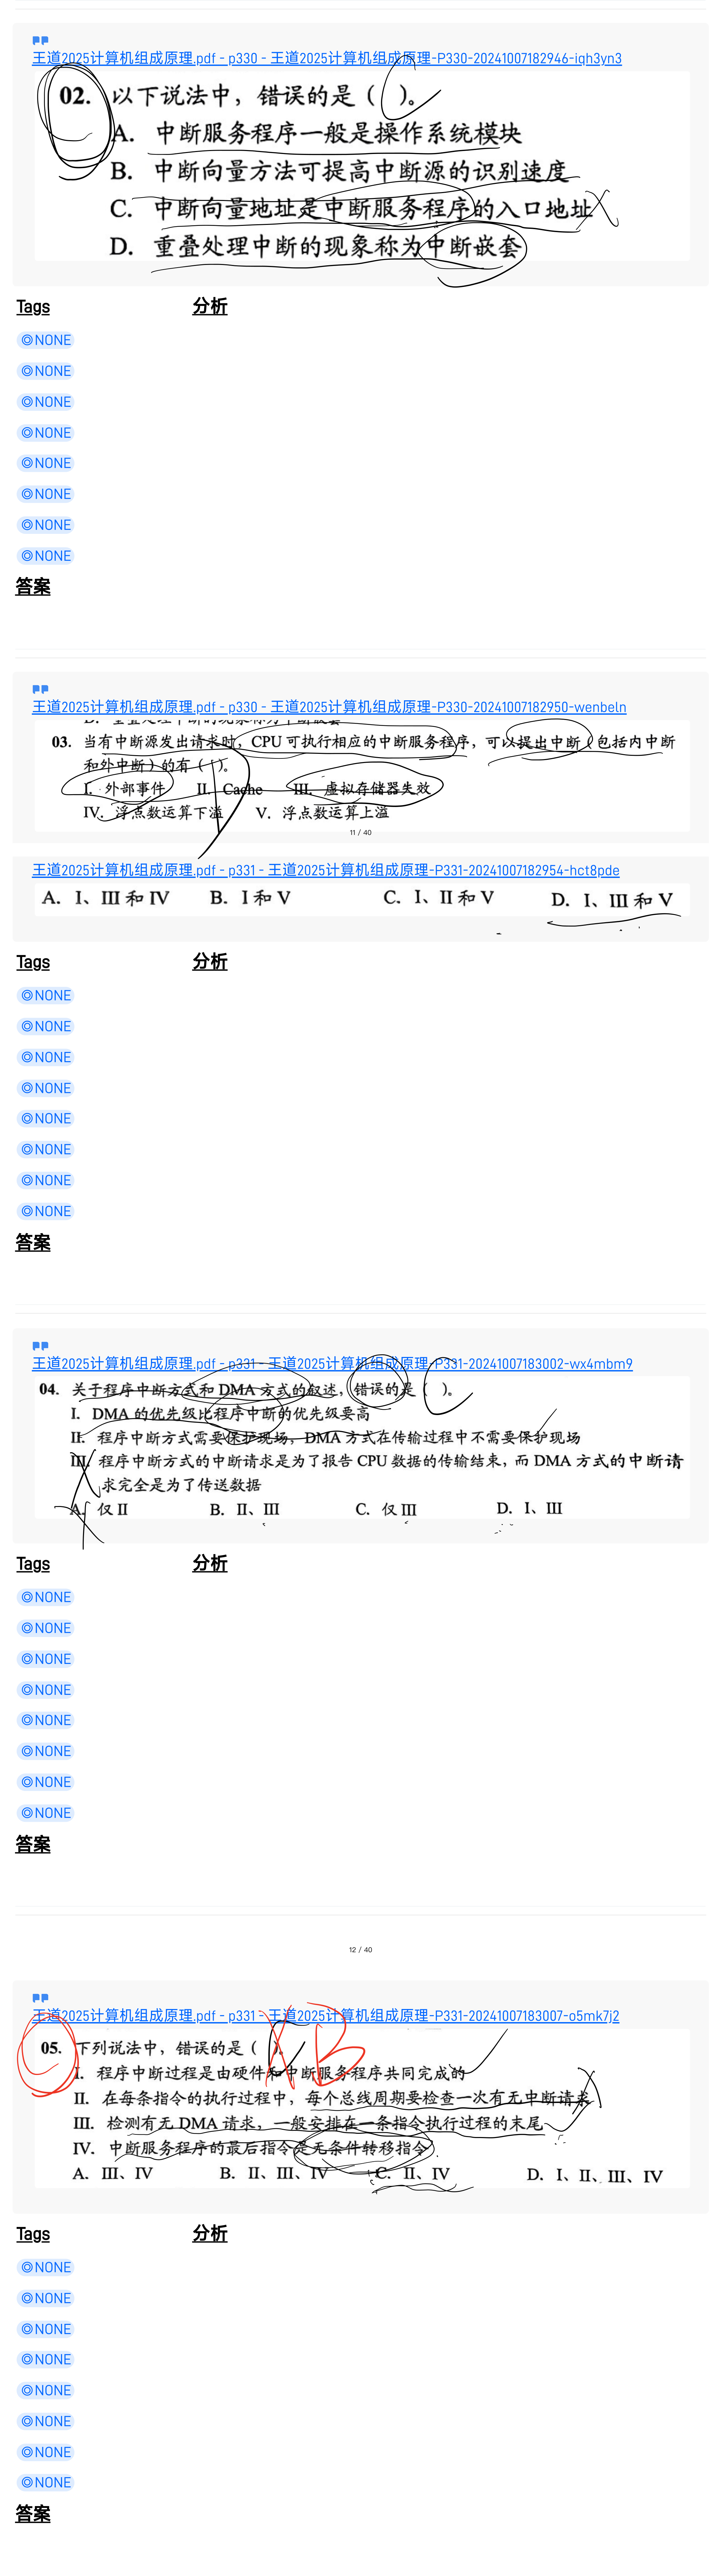 王道2025计算机组成原理.pdf - p330 - 王道2025计算机组成原理-P330-20241007182946-iqh3yn3
02. 以下说法中，错误的是（ ）。
A. 中断服务程序一般是操作系统模块
B. 中断向量方法可提高中断源的识别速度
C. 中断向量地址是中断服务程序的入口地址
D. 重叠处理中断的现象称为中断嵌套
Tags 分析
◎NONE
◎NONE
◎NONE
◎NONE
◎NONE
◎NONE
◎NONE
◎NONE
答案
王道2025计算机组成原理.pdf - p330 - 王道2025计算机组成原理-P330-20241007182950-wenbeln
D. 重叠处理中断的现象称为中断嵌套
03. 当有中断源发出请求时，CPU 可执行相应的中断服务程序，可以提出中断（包括内中断
和外中断）的有（ ）。
I. 外部事件 II. Cache III. 虚拟存储器失效
IV. 浮点数运算下溢 V. 浮点数运算上溢
11 / 40
王道2025计算机组成原理.pdf - p331 - 王道2025计算机组成原理-P331-20241007182954-hct8pde
A. I、III 和 IV B. I 和 V C. I、II 和 V D. I、III 和 V
Tags 分析
◎NONE
◎NONE
◎NONE
◎NONE
◎NONE
◎NONE
◎NONE
◎NONE
答案
王道2025计算机组成原理.pdf - p331 - 王道2025计算机组成原理-P331-20241007183002-wx4mbm9
04. 关于程序中断方式和 DMA 方式的叙述，错误的是（ ）。
I. DMA 的优先级比程序中断的优先级要高
II. 程序中断方式需要保护现场，DMA 方式在传输过程中不需要保护现场
III. 程序中断方式的中断请求是为了报告 CPU 数据的传输结束，而 DMA 方式的中断请
求完全是为了传送数据
A. 仅 II B. II、III C. 仅 III D. I、III
Tags 分析
◎NONE
◎NONE
◎NONE
◎NONE
◎NONE
◎NONE
◎NONE
◎NONE
答案
12 / 40
王道2025计算机组成原理.pdf - p331 - 王道2025计算机组成原理-P331-20241007183007-o5mk7j2
05. 下列说法中，错误的是（ ）。 B
I. 程序中断过程是由硬件和中断服务程序共同完成的
II. 在每条指令的执行过程中，每个总线周期要检查一次有无中断请求
III. 检测有无 DMA 请求，一般安排在一条指令执行过程的末尾
IV. 中断服务程序的最后指令是无条件转移指令
A. III、IV B. II、III、IV C. II、IV D. I、II、III、IV
Tags 分析
◎NONE
◎NONE
◎NONE
◎NONE
◎NONE
◎NONE
◎NONE
◎NONE
答案